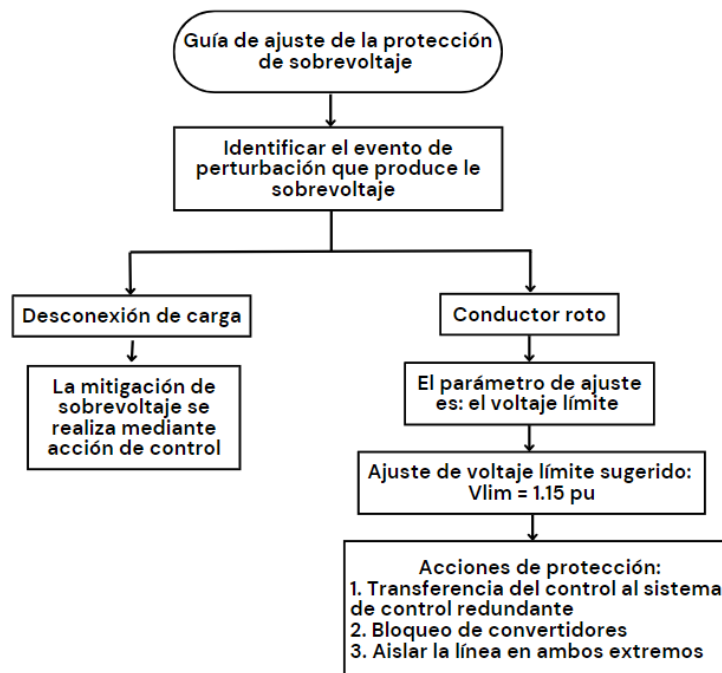 Guía de ajuste de la protección
de sobrevoltaje
Identificar el evento de
perturbación que produce le
sobrevoltaje
Desconexión de carga
La mitigación de
sobrevoltaje se
realiza mediante
acción de control
Conductor roto
El parámetro de ajuste
es: el voltaje límite
Ajuste de voltaje límite sugerido:
Vlim = 1.15 pu
Acciones de protección:
1. Transferencia del control al sistema
de control redundante
2. Bloqueo de convertidores
3. Aislar la línea en ambos extremos